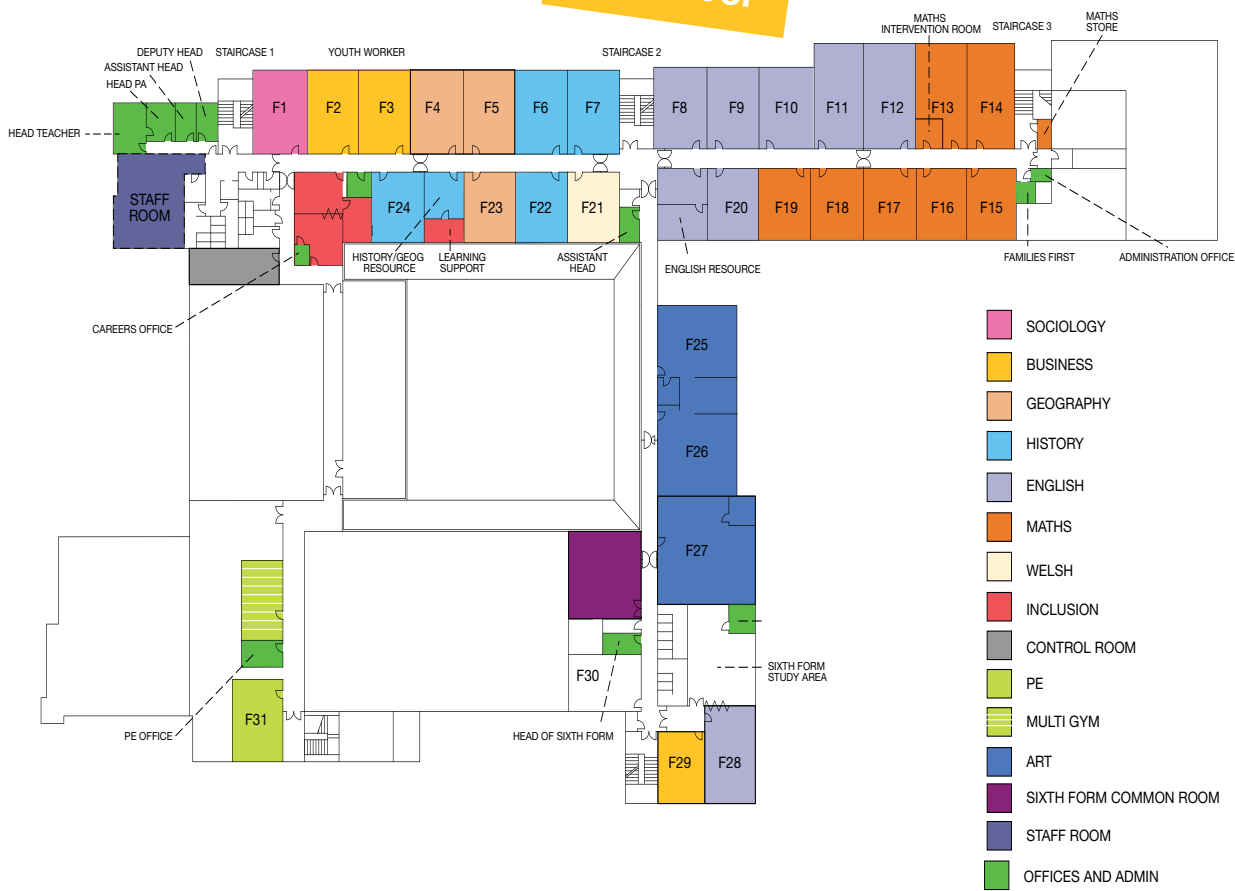 MATHS
INTERVENTION ROOM
STAIRCASE 3
MATHS
STORE
DEPUTY HEAD
STAIRCASE 1
YOUTH WORKER
STAIRCASE 2
ASSISTANT HEAD
HEAD PA
HEAD TEACHER
F1
F2
F3
F4
F5
F6
F7
F8
F9
F10
F11
F12
F13
F14
STAFF
ROOM
F24
F23
F22
F21
F20
F19
F18
F17
F16
F15
HISTORY/GEOG
RESOURCE
LEARNING
SUPPORT
ASSISTANT
HEAD
ENGLISH RESOURCE
FAMILIES FIRST
ADMINISTRATION OFFICE
CAREERS OFFICE
F25
F26
F27
F30
SIXTH FORM
STUDY AREA
F31
PE OFFICE
HEAD OF SIXTH FORM
F29
F28
SOCIOLOGY
BUSINESS
GEOGRAPHY
HISTORY
ENGLISH
MATHS
WELSH
INCLUSION
CONTROL ROOM
PE
MULTI GYM
ART
SIXTH FORM COMMON ROOM
STAFF ROOM
OFFICES AND ADMIN